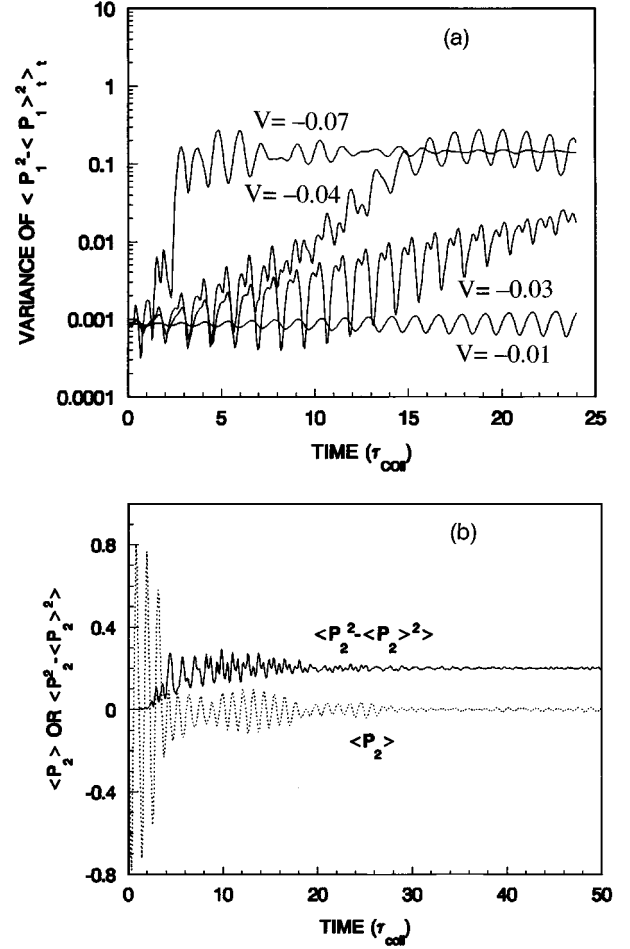 (a)
VARIANCE OF < P₁²-< P₁ >²>ₜ ₜ
10
1
0.1
0.01
0.001
0.0001
V= −0.07
V= −0.04
V= −0.03
V= −0.01
0 5 10 15 20 25
TIME (τcoll)
(b)
<P₂> OR <P₂²-<P₂>²>
0.8
0.4
0
-0.4
-0.8
<P₂²-<P₂>²>
<P₂>
0 10 20 30 40 50
TIME (τcoll)